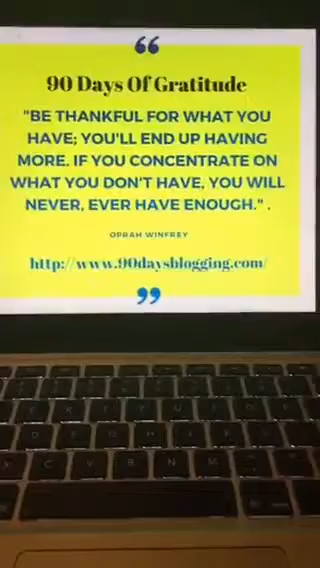 “
90 Days Of Gratitude
"BE THANKFUL FOR WHAT YOU
HAVE; YOU'LL END UP HAVING
MORE. IF YOU CONCENTRATE ON
WHAT YOU DON'T HAVE, YOU WILL
NEVER, EVER HAVE ENOUGH." .
OPRAH WINFREY
http://www.90daysblogging.com/
”